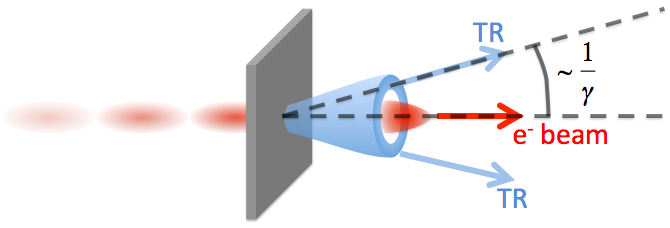 TR
~ 1/γ
e⁻ beam
TR